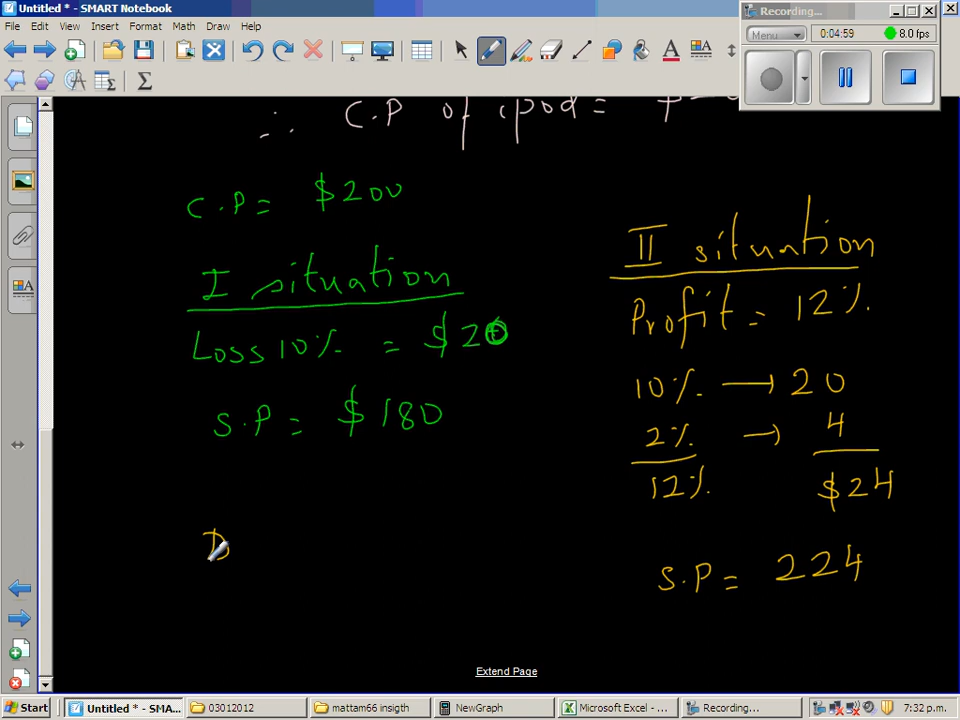 Untitled * - SMART Notebook
File Edit View Insert Format Math Draw Help
Recording...
Menu
0:04:59
8.0 fps
∴ C.P of ipod =
C.P = $200
I situation
Loss 10% = $20
S.P = $180
II situation
Profit = 12%
10% → 20
2% → 4
12% $24
S.P = 224
D
Extend Page
Start
Untitled * - SMA...
03012012
mattam66 insigth
NewGraph
Microsoft Excel - ...
Recording...
7:32 p.m.